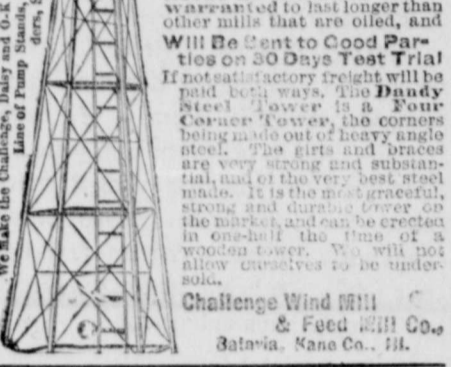 warranted to last longer than
other mills that are oiled, and
Will Be Sent to Good Par-
ties on 30 Days Test Trial
If not satisfactory freight will be
paid both ways. The Dandy
Steel Tower is a Four
Corner Tower, the corners
being made out of heavy angle
steel. The girts and braces
are very strong and substan-
tial, and of the very best steel
made. It is the most graceful,
strong and durable tower on
the market, and can be erected
in one-half the time of a
wooden tower. We will not
allow ourselves to be under-
sold.
Challenge Wind Mill
& Feed Mill Co.,
Batavia, Kane Co., Ill.
We make the Challenge, Daisy and O.K
Line of Pump Stands,
ders, S